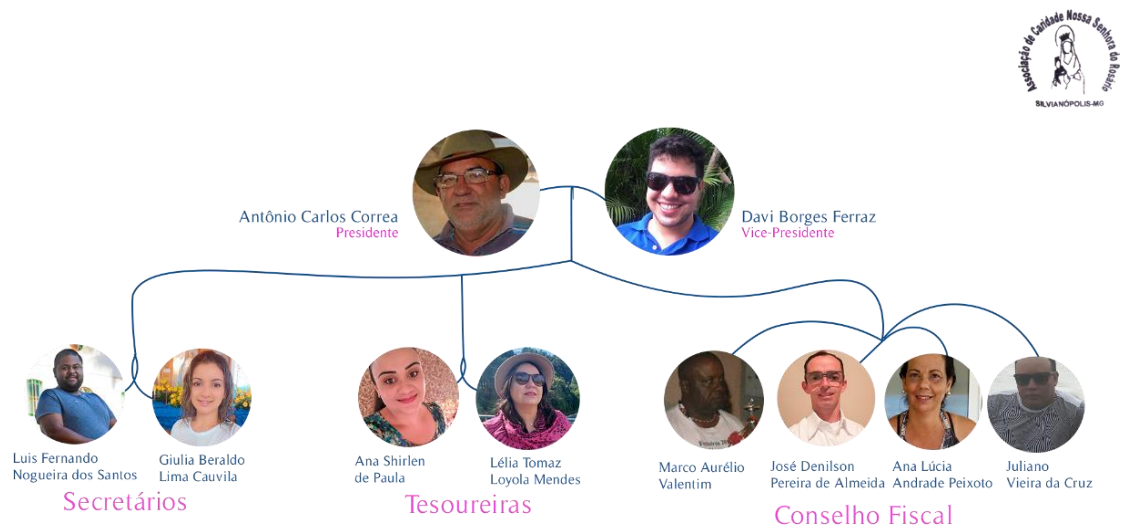 Associação de Caridade Nossa Senhora do Rosário
SILVIANÓPOLIS-MG
Antônio Carlos Correa
Presidente
Davi Borges Ferraz
Vice-Presidente
Luis Fernando
Nogueira dos Santos
Giulia Beraldo
Lima Cauvila
Secretários
Ana Shirlen
de Paula
Lélia Tomaz
Loyola Mendes
Tesoureiras
Marco Aurélio
Valentim
José Denilson
Pereira de Almeida
Ana Lúcia
Andrade Peixoto
Juliano
Vieira da Cruz
Conselho Fiscal